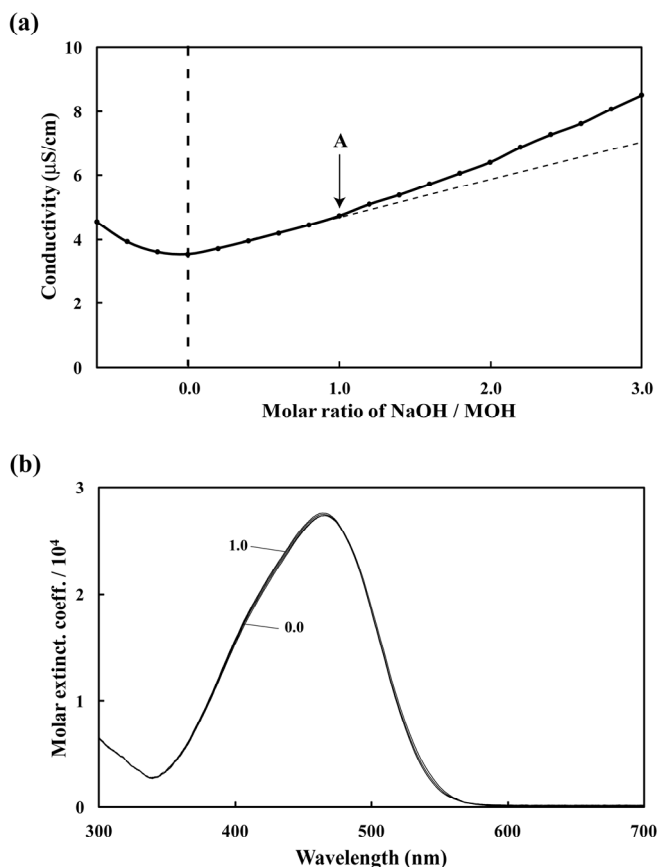 (a)
10
8
6
4
2
0
Conductivity (µS/cm)
A
0.0 1.0 2.0 3.0
Molar ratio of NaOH / MOH
(b)
3
2
1
0
Molar extinct. coeff. / 10⁴
1.0
0.0
300 400 500 600 700
Wavelength (nm)